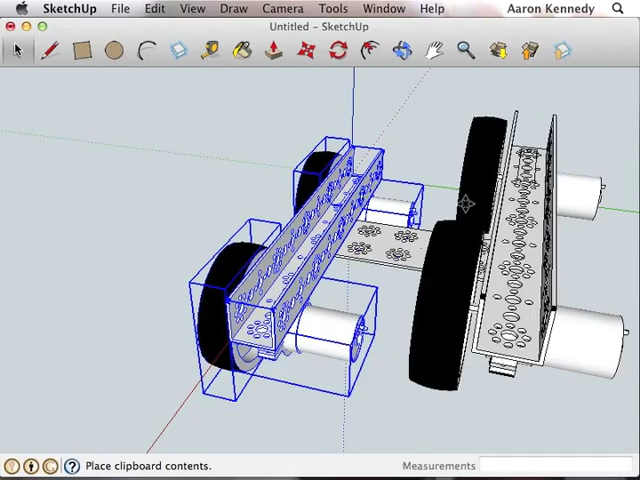 SketchUp File Edit View Draw Camera Tools Window Help Aaron Kennedy
Untitled - SketchUp
Place clipboard contents. Measurements